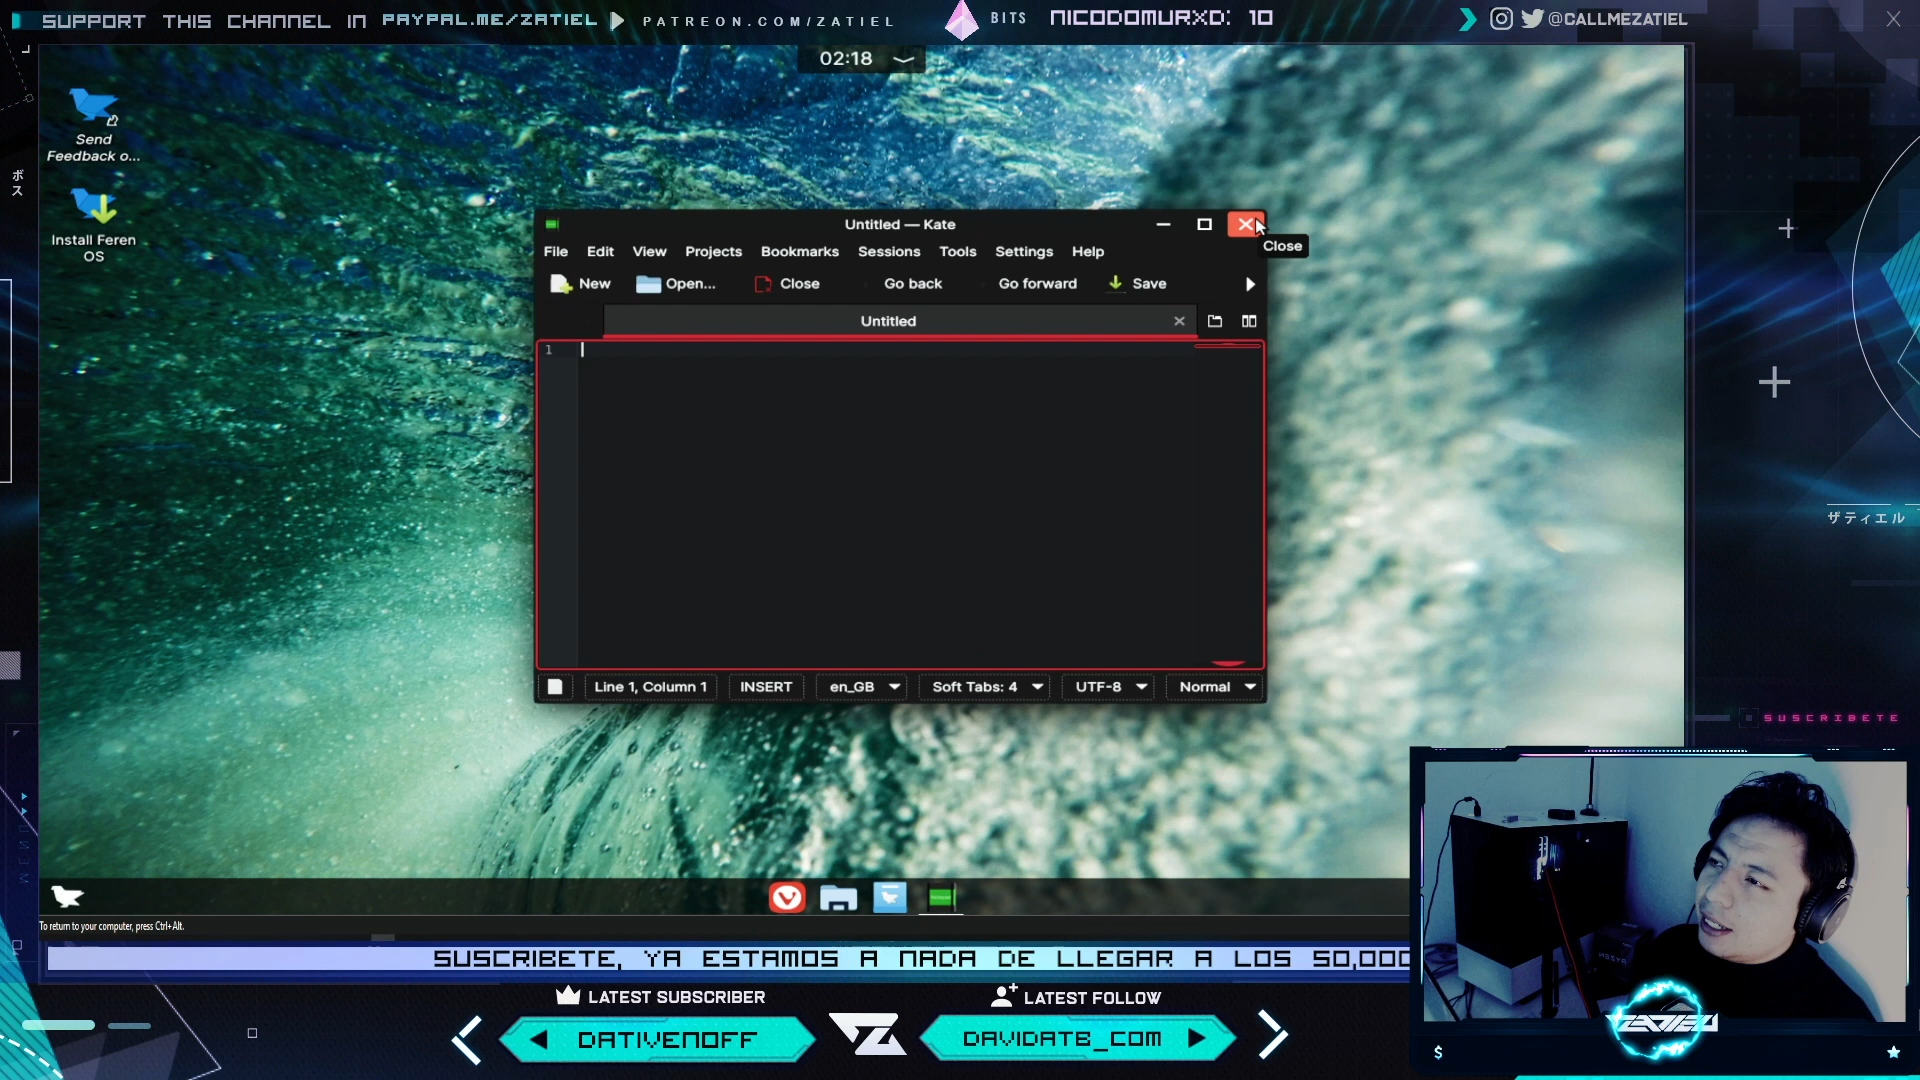 SUPPORT THIS CHANNEL IN PAYPAL.ME/ZATIEL PATREON.COM/ZATIEL BITS NICODOMURXD: 10 @CALLMEZATIEL
02:18
Send
Feedback o...
Install Feren
OS
ボス
Untitled — Kate
Close
File Edit View Projects Bookmarks Sessions Tools Settings Help
New Open... Close Go back Go forward Save
Untitled
1
Line 1, Column 1 INSERT en_GB Soft Tabs: 4 UTF-8 Normal
ザティエル
SUSCRIBETE
To return to your computer, press Ctrl+Alt.
SUSCRIBETE, YA ESTAMOS A NADA DE LLEGAR A LOS 50,000
LATEST SUBSCRIBER LATEST FOLLOW
DATIVENOFF DAVIDATB_COM
ZATIEL
$